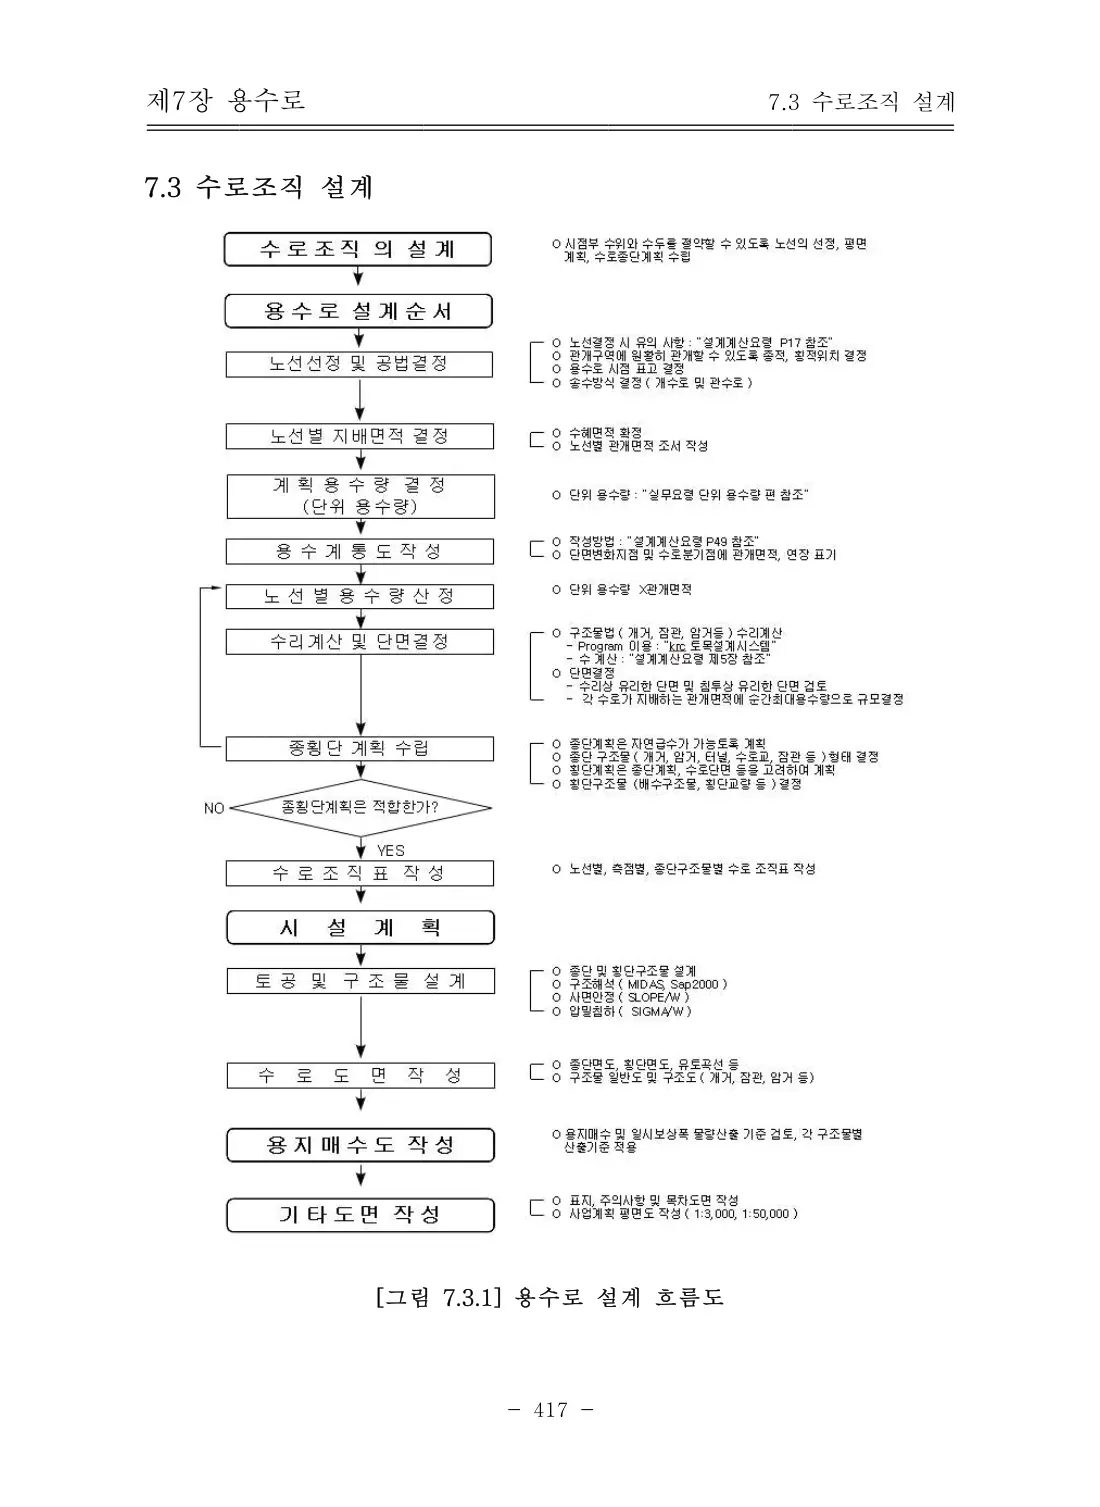 제7장 용수로
7.3 수로조직 설계
7.3 수로조직 설계
수로조직 의 설계
ㅇ시점부 수위와 수두를 절약할 수 있도록 노선의 선정, 평면
계획, 수로종단계획 수립
용수로 설계순서
노선선정 및 공법결정
ㅇ 노선결정 시 유의 사항 : "설계계산요령 P17 참조"
ㅇ 관개구역에 원활히 관개할 수 있도록 종적, 횡적위치 결정
ㅇ 용수로 시점 표고 결정
ㅇ 송수방식 결정 ( 개수로 및 관수로 )
노선별 지배면적 결정
ㅇ 수혜면적 확정
ㅇ 노선별 관개면적 조서 작성
계 획 용 수 량 결 정
(단위 용수량)
ㅇ 단위 용수량 : "실무요령 단위 용수량 편 참조"
용 수 계 통 도 작 성
ㅇ 작성방법 : "설계계산요령 P49 참조"
ㅇ 단면변화지점 및 수로분기점에 관개면적, 연장 표기
노 선 별 용 수 량 산 정
ㅇ 단위 용수량 X관개면적
수리계산 및 단면결정
ㅇ 구조물법 ( 개거, 잠관, 암거등 ) 수리계산
- Program 이용 : "krc 토목설계시스템"
- 수 계산 : "설계계산요령 제5장 참조"
ㅇ 단면결정
- 수리상 유리한 단면 및 침투상 유리한 단면 검토
- 각 수로가 지배하는 관개면적에 순간최대용수량으로 규모결정
종횡단 계획 수립
ㅇ 종단계획은 자연급수가 가능토록 계획
ㅇ 종단 구조물 ( 개거, 암거, 터널, 수로교, 잠관 등 ) 형태 결정
ㅇ 횡단계획은 종단계획, 수로단면 등을 고려하여 계획
ㅇ 횡단구조물 (배수구조물, 횡단교량 등 ) 결정
NO
종횡단계획은 적합한가?
YES
수 로 조 직 표 작 성
ㅇ 노선별, 측점별, 종단구조물별 수로 조직표 작성
시 설 계 획
토 공 및 구 조 물 설 계
ㅇ 종단 및 횡단구조물 설계
ㅇ 구조해석 ( MIDAS, Sap2000 )
ㅇ 사면안정 ( SLOPE/W )
ㅇ 압밀침하 ( SIGMA/W )
수 로 도 면 작 성
ㅇ 종단면도, 횡단면도, 유토곡선 등
ㅇ 구조물 일반도 및 구조도 ( 개거, 잠관, 암거 등)
용지매수도 작성
ㅇ용지매수 및 일시보상폭 물량산출 기준 검토, 각 구조물별
산출기준 적용
기타도면 작성
ㅇ 표지, 주의사항 및 목차도면 작성
ㅇ 사업계획 평면도 작성 ( 1:3,000, 1:50,000 )
[그림 7.3.1] 용수로 설계 흐름도
- 417 -